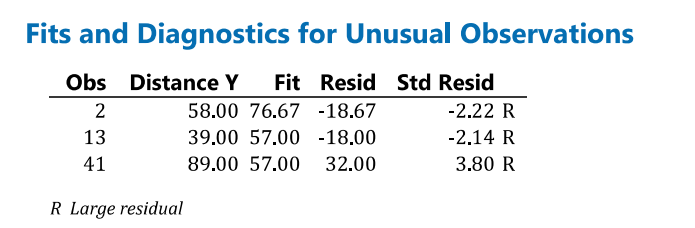 Fits and Diagnostics for Unusual Observations
Obs Distance Y Fit Resid Std Resid
2 58.00 76.67 -18.67 -2.22 R
13 39.00 57.00 -18.00 -2.14 R
41 89.00 57.00 32.00 3.80 R
R Large residual